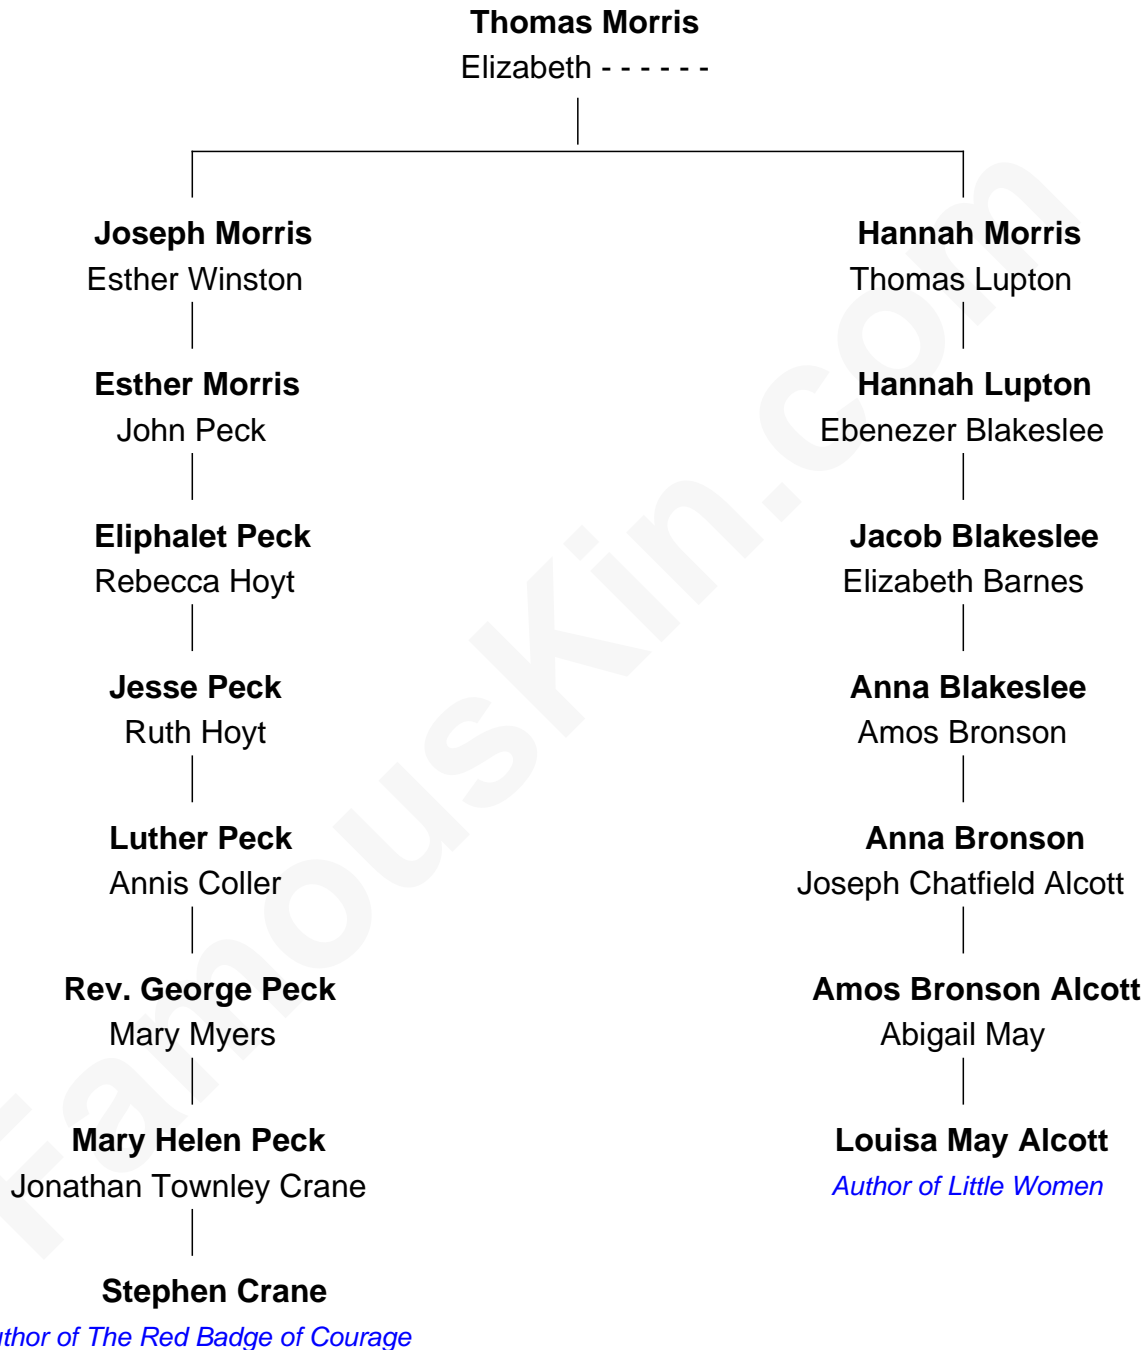 Thomas Morris
Elizabeth - - - - - -
Joseph Morris
Esther Winston
Hannah Morris
Thomas Lupton
Esther Morris
John Peck
Hannah Lupton
Ebenezer Blakeslee
Eliphalet Peck
Rebecca Hoyt
Jacob Blakeslee
Elizabeth Barnes
Jesse Peck
Ruth Hoyt
Anna Blakeslee
Amos Bronson
Luther Peck
Annis Coller
Anna Bronson
Joseph Chatfield Alcott
Rev. George Peck
Mary Myers
Amos Bronson Alcott
Abigail May
Mary Helen Peck
Jonathan Townley Crane
Louisa May Alcott
Author of Little Women
Stephen Crane
uthor of The Red Badge of Courage
FamousKin.com